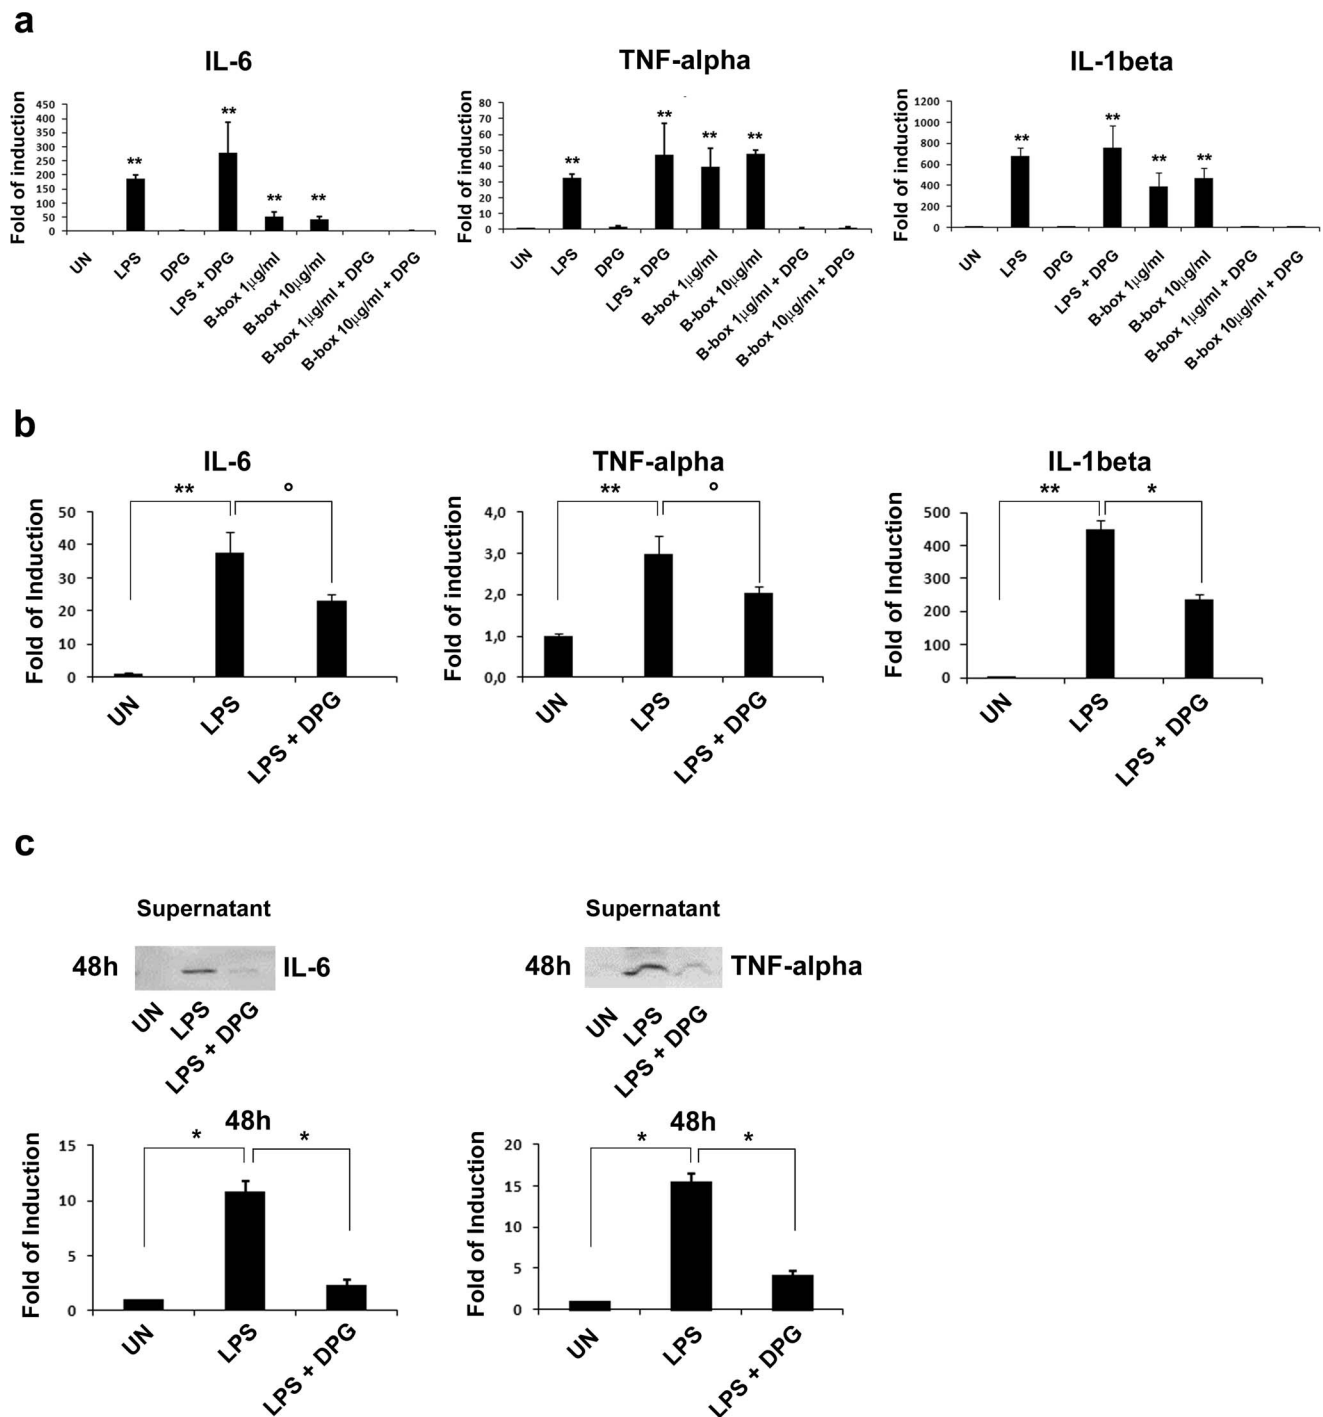 a
IL-6
TNF-alpha
IL-1beta
Fold of induction
450
400
350
300
250
200
150
100
50
0
**
**
**
**
UN
LPS
DPG
LPS + DPG
B-box 1µg/ml
B-box 10µg/ml
B-box 1µg/ml + DPG
B-box 10µg/ml + DPG
Fold of induction
80
70
60
50
40
30
20
10
0
**
**
**
**
UN
LPS
DPG
LPS + DPG
B-box 1µg/ml
B-box 10µg/ml
B-box 1µg/ml + DPG
B-box 10µg/ml + DPG
Fold of induction
1200
1000
800
600
400
200
0
**
**
**
**
UN
LPS
DPG
LPS + DPG
B-box 1µg/ml
B-box 10µg/ml
B-box 1µg/ml + DPG
B-box 10µg/ml + DPG
b
IL-6
** °
Fold of Induction
50
40
30
20
10
0
UN
LPS
LPS + DPG
TNF-alpha
** °
Fold of induction
4,0
3,0
2,0
1,0
0,0
UN
LPS
LPS + DPG
IL-1beta
** *
Fold of Induction
500
400
300
200
100
0
UN
LPS
LPS + DPG
c
Supernatant
48h IL-6
UN
LPS
LPS + DPG
48h
* *
Fold of Induction
15
10
5
0
UN
LPS
LPS + DPG
Supernatant
48h TNF-alpha
UN
LPS
LPS + DPG
48h
* *
Fold of Induction
20
15
10
5
0
UN
LPS
LPS + DPG